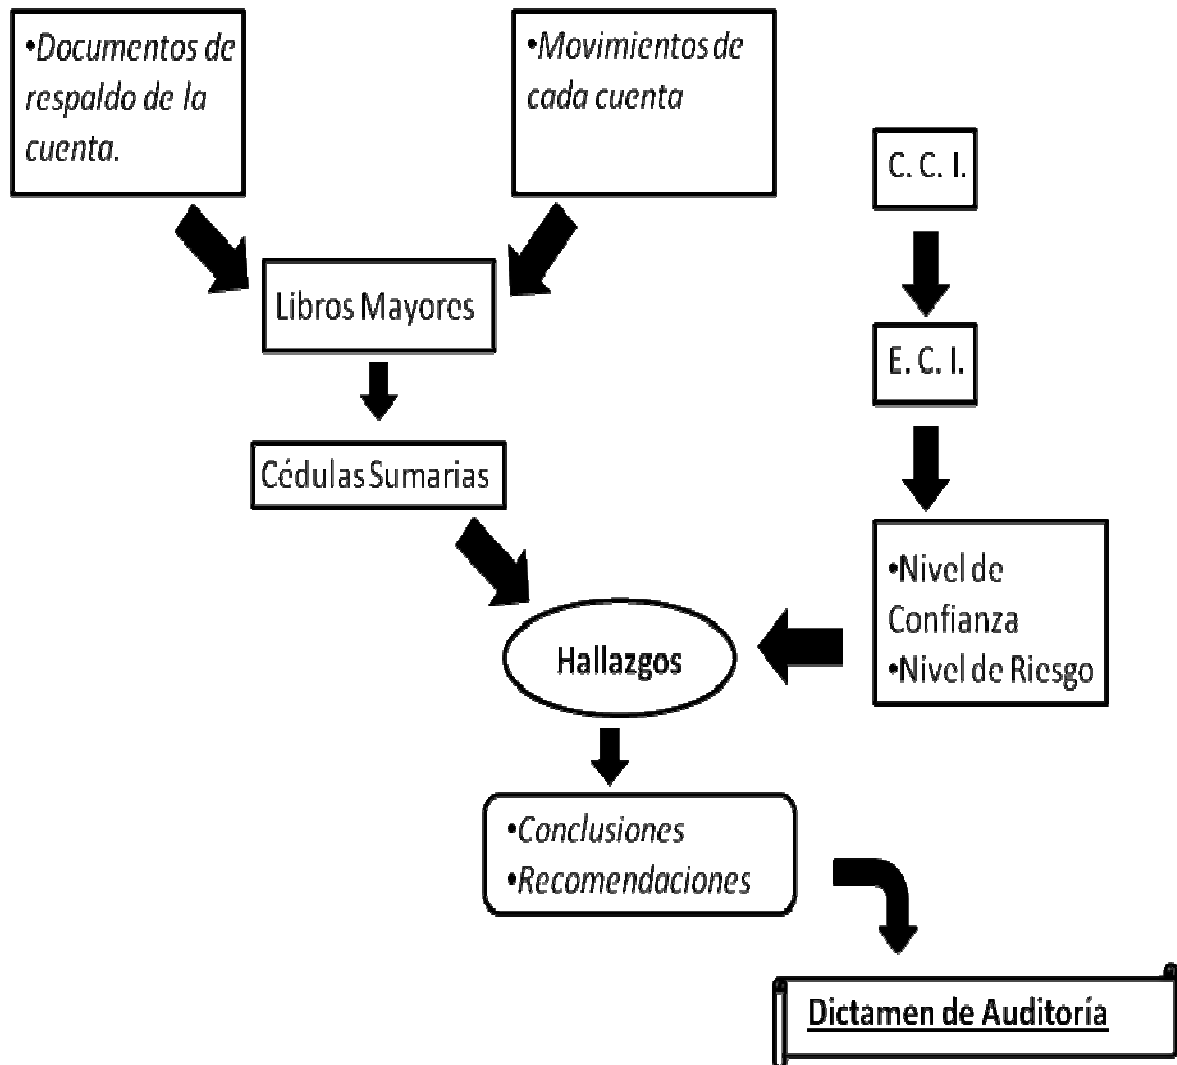 •Documentos de
respaldo de la
cuenta.
•Movimientos de
cada cuenta
C. C. I.
Libros Mayores
E. C. I.
Cédulas Sumarias
•Nivel de
Confianza
•Nivel de Riesgo
Hallazgos
•Conclusiones
•Recomendaciones
Dictamen de Auditoría